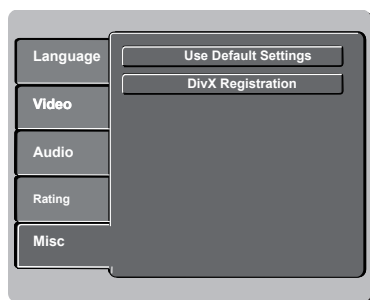 Language
Video
Audio
Rating
Misc
Use Default Settings
DivX Registration